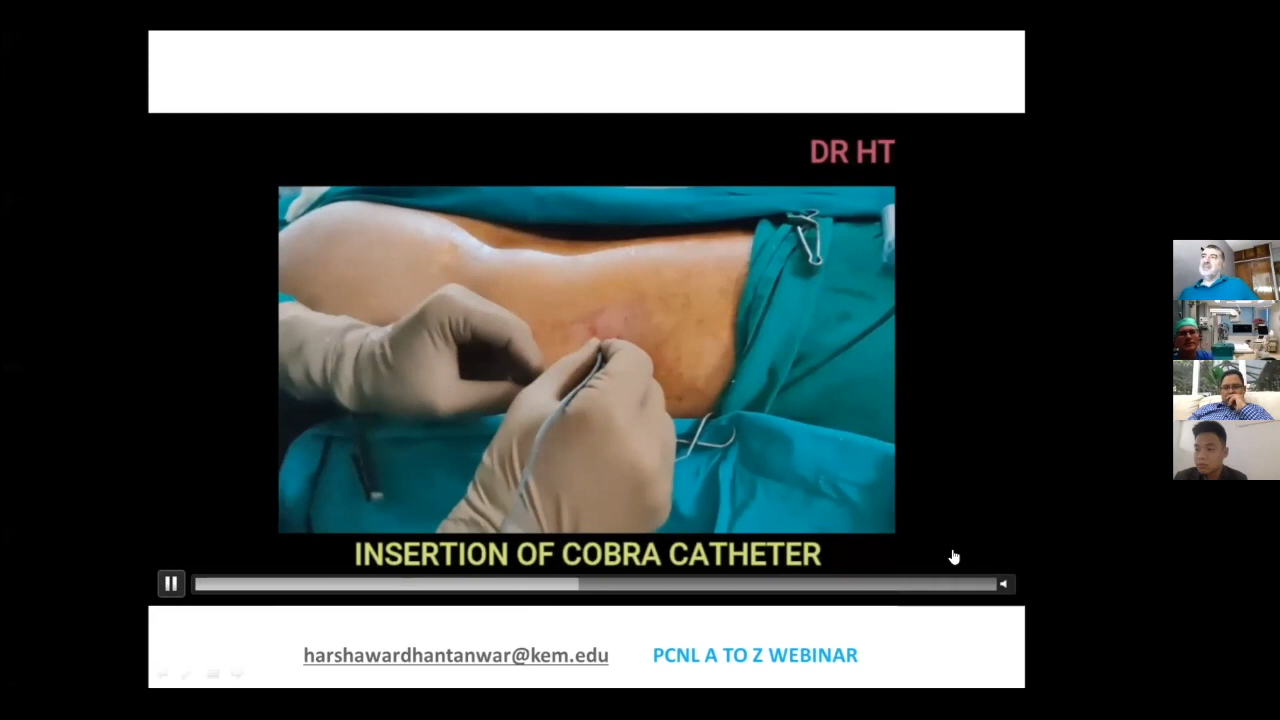 DR HT
INSERTION OF COBRA CATHETER
harshawardhantanwar@kem.edu PCNL A TO Z WEBINAR